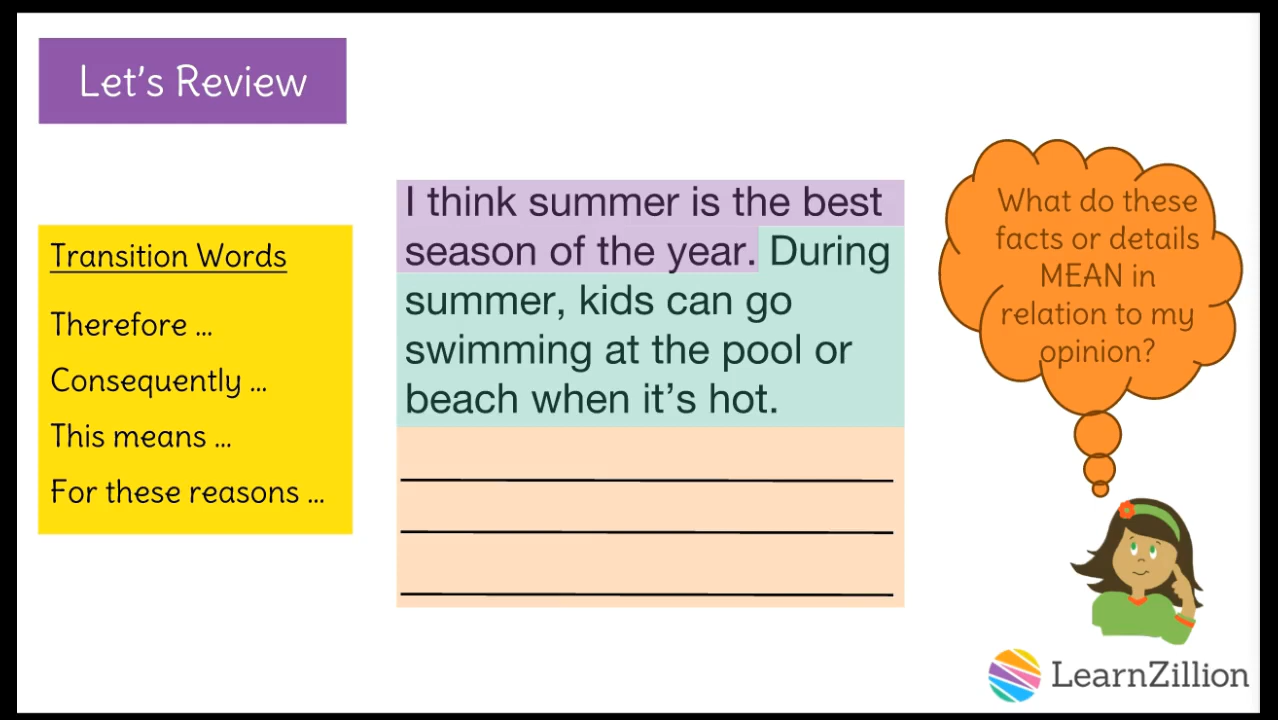 Let's Review
Transition Words
Therefore ...
Consequently ...
This means ...
For these reasons ...
I think summer is the best
season of the year. During
summer, kids can go
swimming at the pool or
beach when it's hot.
What do these
facts or details
MEAN in
relation to my
opinion?
LearnZillion